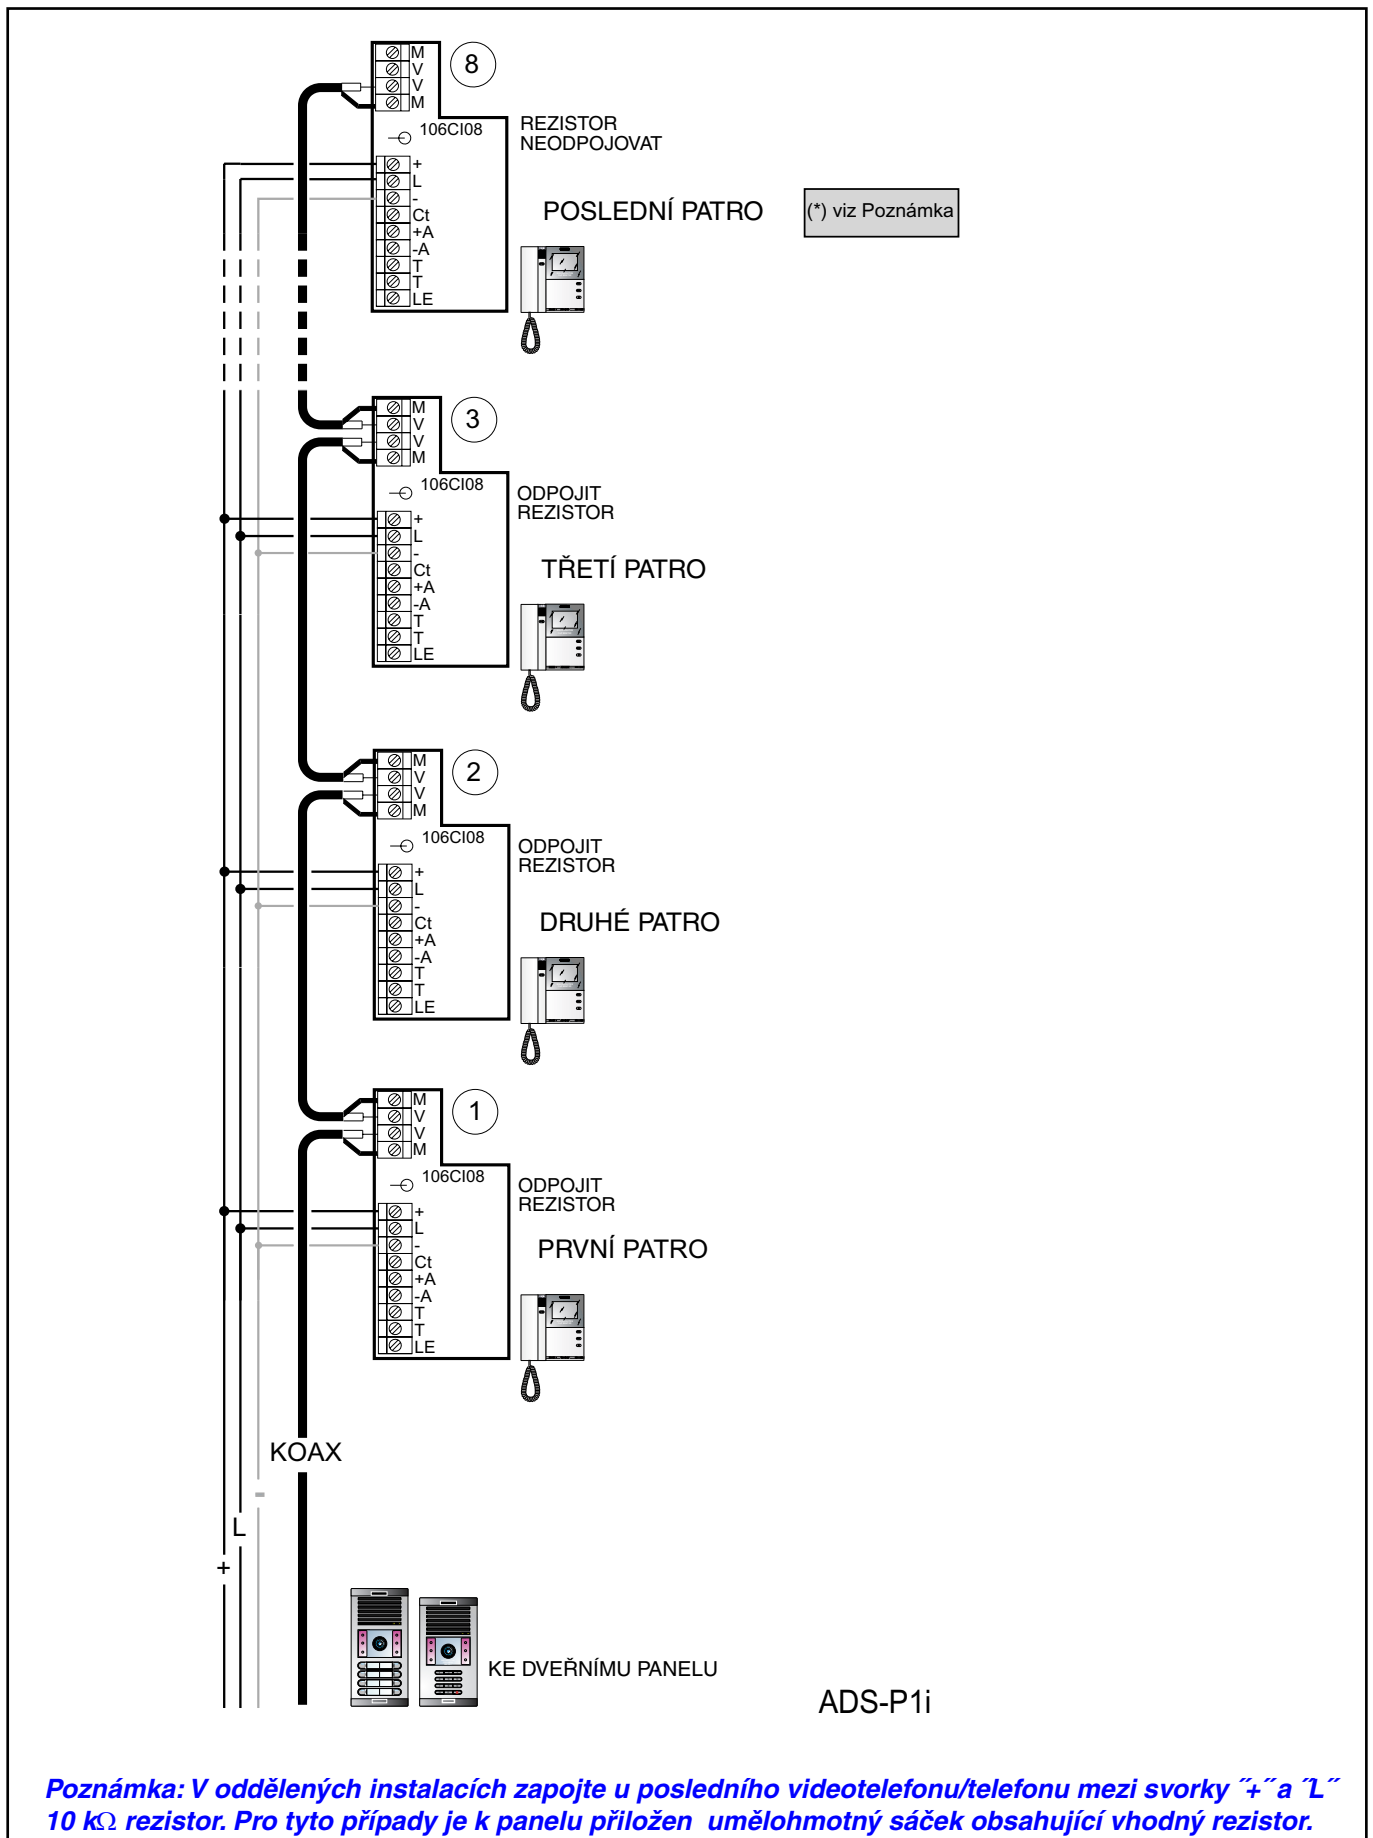 M
8
V
V
M
106CI08
REZISTOR
NEODPOJOVAT
+
L
-
Ct
+A
-A
T
T
LE
POSLEDNÍ PATRO
(*) viz Poznámka
M
3
V
V
M
106CI08
ODPOJIT
REZISTOR
+
L
-
Ct
+A
-A
T
T
LE
TŘETÍ PATRO
M
2
V
V
M
106CI08
ODPOJIT
REZISTOR
+
L
-
Ct
+A
-A
T
T
LE
DRUHÉ PATRO
M
1
V
V
M
106CI08
ODPOJIT
REZISTOR
+
L
-
Ct
+A
-A
T
T
LE
PRVNÍ PATRO
KOAX
-
L
+
KE DVEŘNÍMU PANELU
ADS-P1i
Poznámka: V oddělených instalacích zapojte u posledního videotelefonu/telefonu mezi svorky ˝+˝ a ˝L˝
10 kΩ rezistor. Pro tyto případy je k panelu přiložen umělohmotný sáček obsahující vhodný rezistor.